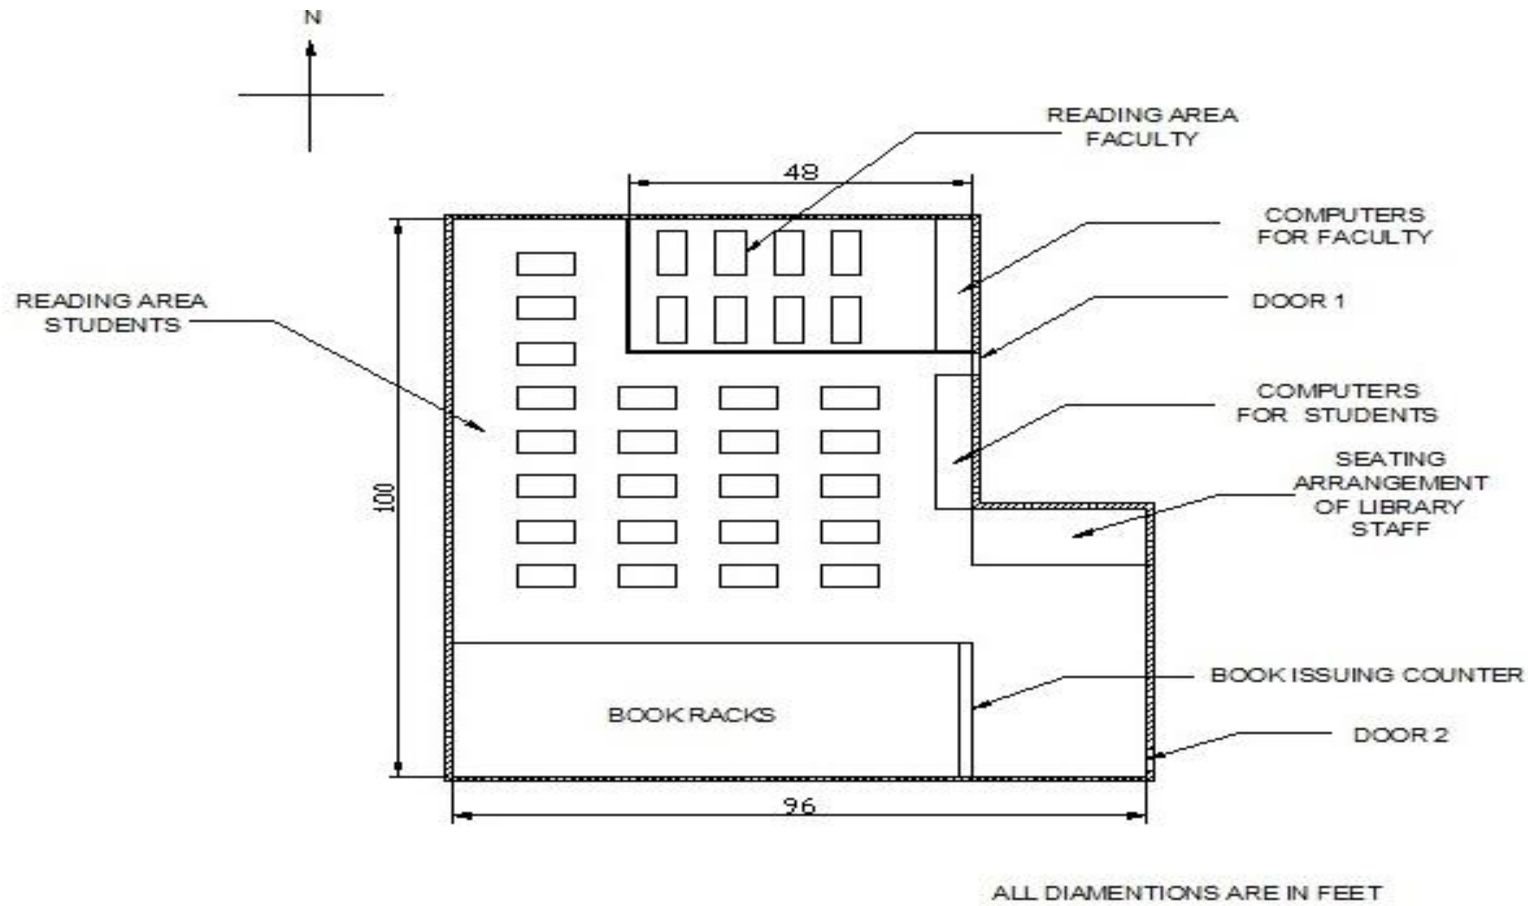 N
READING AREA
FACULTY
48
COMPUTERS
FOR FACULTY
READING AREA
STUDENTS
DOOR 1
COMPUTERS
FOR STUDENTS
SEATING
ARRANGEMENT
OF LIBRARY
STAFF
100
BOOK RACKS
BOOK ISSUING COUNTER
DOOR 2
96
ALL DIAMENTIONS ARE IN FEET